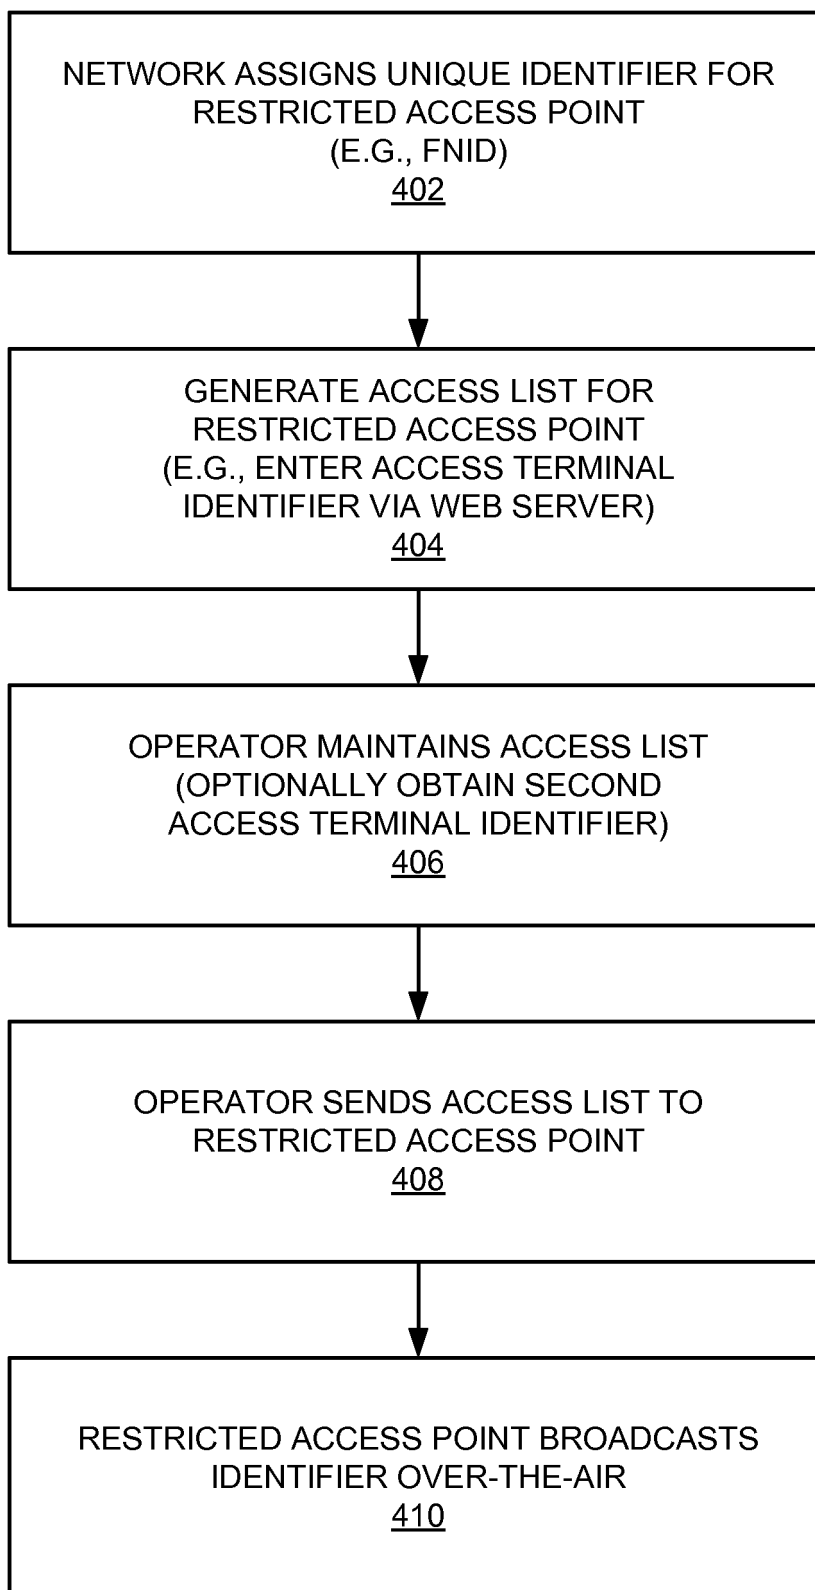 NETWORK ASSIGNS UNIQUE IDENTIFIER FOR
RESTRICTED ACCESS POINT
(E.G., FNID)
402
GENERATE ACCESS LIST FOR
RESTRICTED ACCESS POINT
(E.G., ENTER ACCESS TERMINAL
IDENTIFIER VIA WEB SERVER)
404
OPERATOR MAINTAINS ACCESS LIST
(OPTIONALLY OBTAIN SECOND
ACCESS TERMINAL IDENTIFIER)
406
OPERATOR SENDS ACCESS LIST TO
RESTRICTED ACCESS POINT
408
RESTRICTED ACCESS POINT BROADCASTS
IDENTIFIER OVER-THE-AIR
410